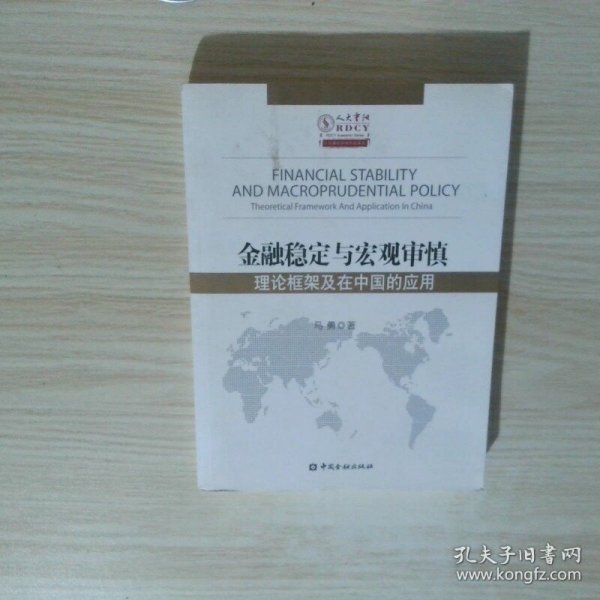 人大重阳
RDCY
FINANCIAL STABILITY
AND MACROPRUDENTIAL POLICY
Theoretical Framework And Application In China
金融稳定与宏观审慎
理论框架及在中国的应用
马勇◎著
中国金融出版社
孔夫子旧书网
www.kongfz.com